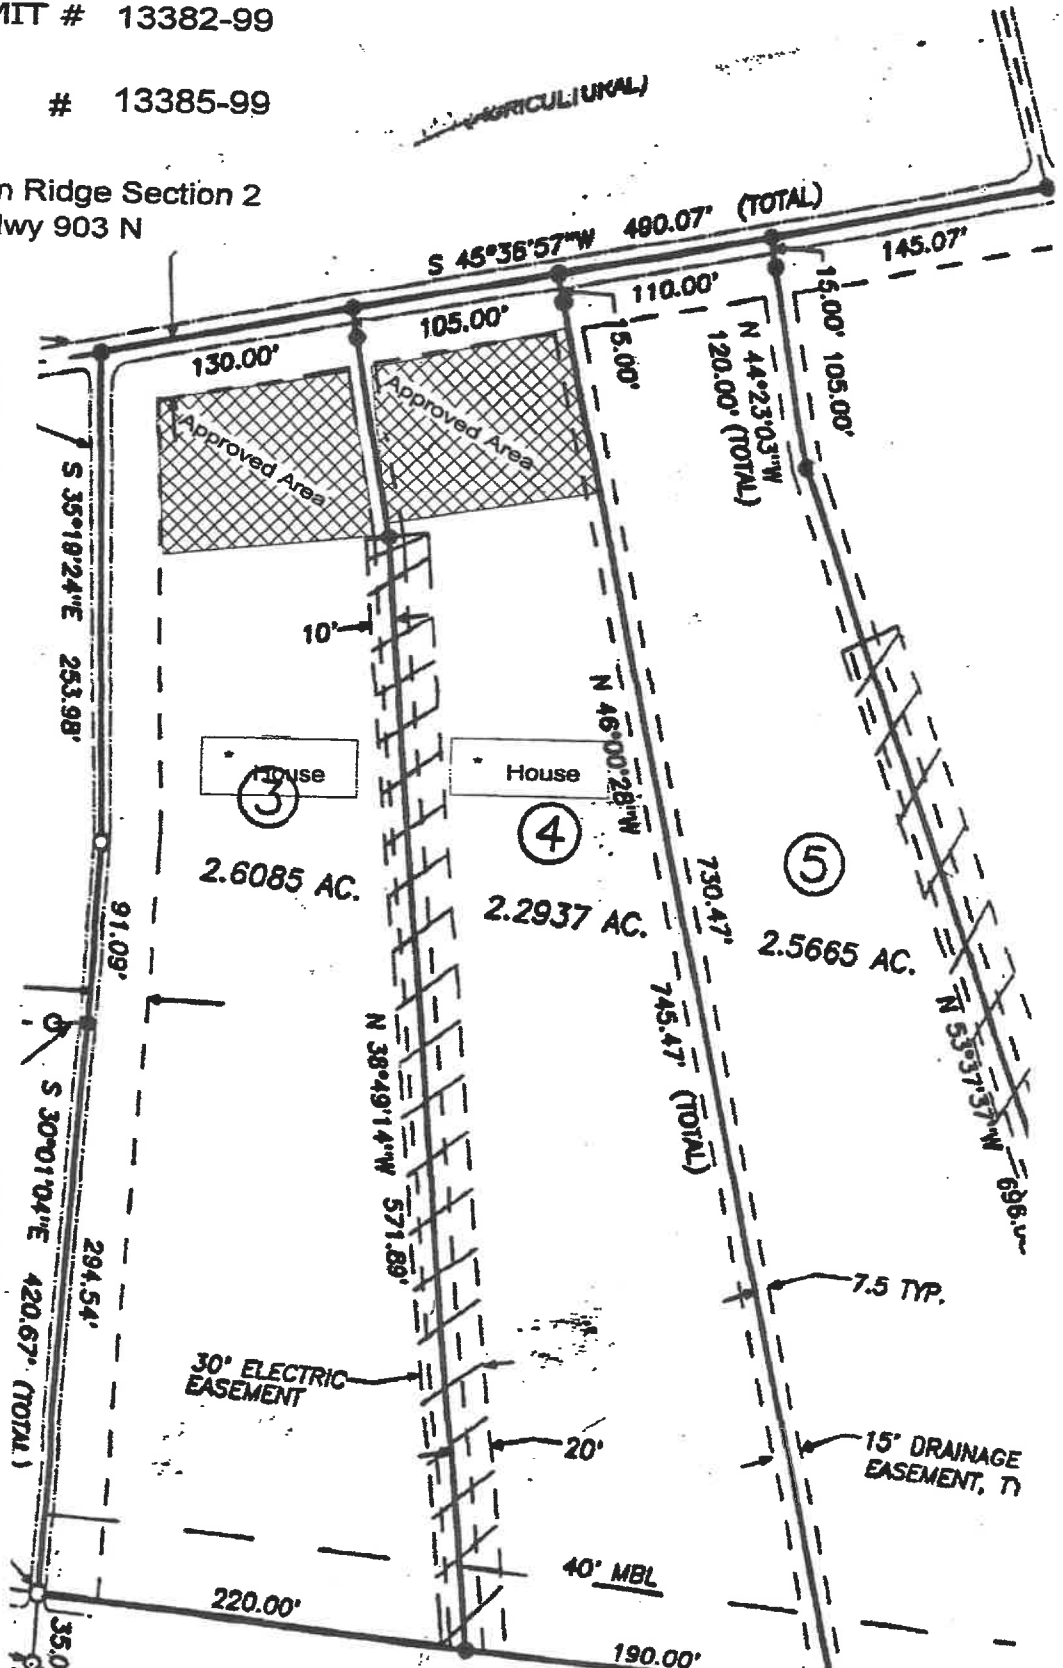 MIT # 13382-99
# 13385-99
n Ridge Section 2
Hwy 903 N
(AGRICULTURAL)
S 45°36'57"W 490.07' (TOTAL)
130.00'
105.00'
110.00'
145.07'
15.00'
15.00' 105.00'
N 44°23'03"W
120.00' (TOTAL)
Approved Area
Approved Area
S 35°19'24"E 253.98'
10'
N 46°00'28"W
* House
* House
3
4
5
2.6085 AC.
2.2937 AC.
2.5665 AC.
91.09'
730.47'
745.47' (TOTAL)
N 38°49'14"W 571.89'
N 53°37'37"W 696.
S 30°01'04"E 420.67' (TOTAL)
294.54'
7.5 TYP.
30' ELECTRIC
EASEMENT
20'
15' DRAINAGE
EASEMENT, T
40' MBL
220.00'
190.00'
35.0